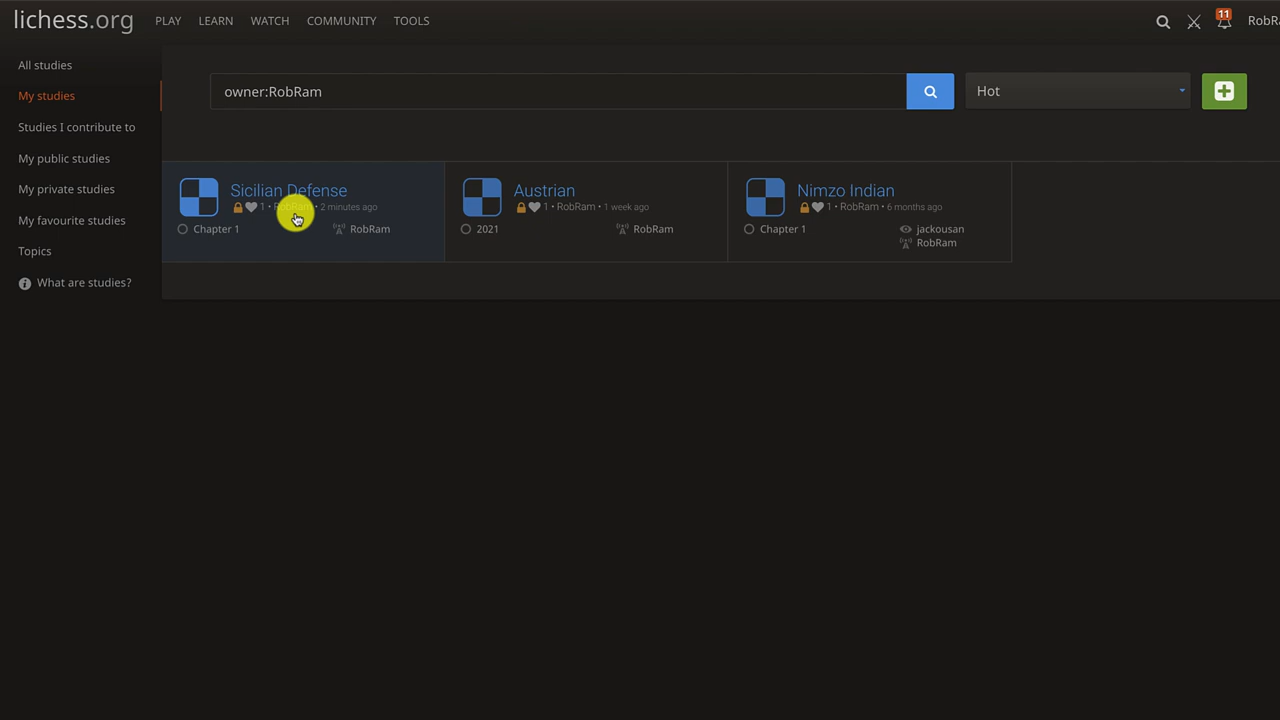 lichess.org PLAY LEARN WATCH COMMUNITY TOOLS 11 RobR
All studies
My studies
Studies I contribute to
My public studies
My private studies
My favourite studies
Topics
What are studies?
owner:RobRam Hot
Sicilian Defense
1 • RobRam • 2 minutes ago
Chapter 1 RobRam
Austrian
1 • RobRam • 1 week ago
2021 RobRam
Nimzo Indian
1 • RobRam • 6 months ago
Chapter 1 jackousan
RobRam